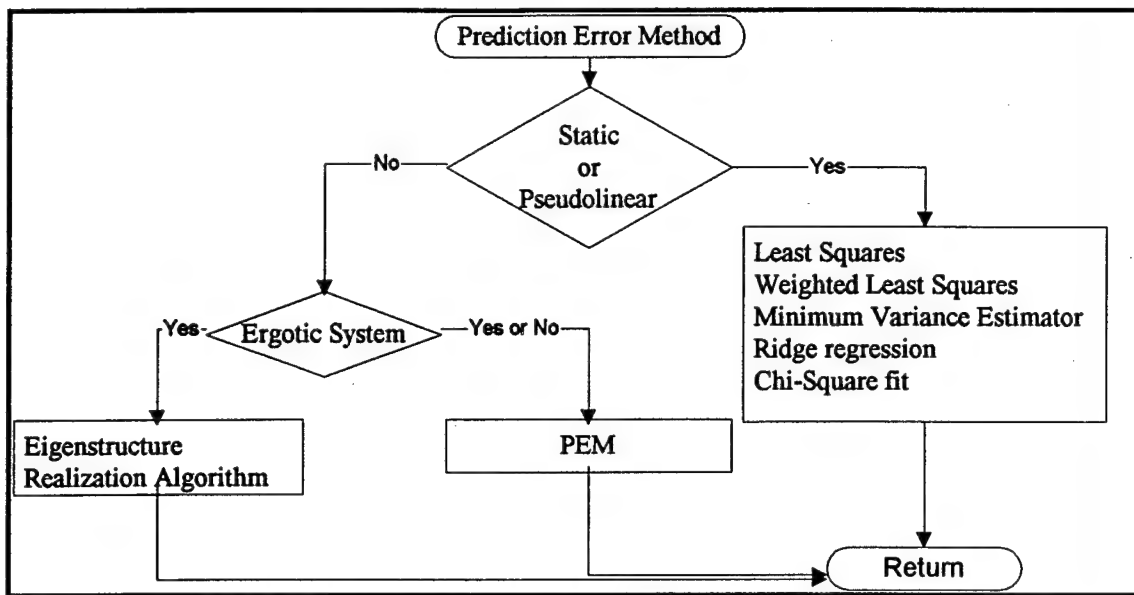 Prediction Error Method
Static
or
Pseudolinear
No
Yes
Least Squares
Weighted Least Squares
Minimum Variance Estimator
Ridge regression
Chi-Square fit
Yes
Ergotic System
Yes or No
Eigenstructure
Realization Algorithm
PEM
Return